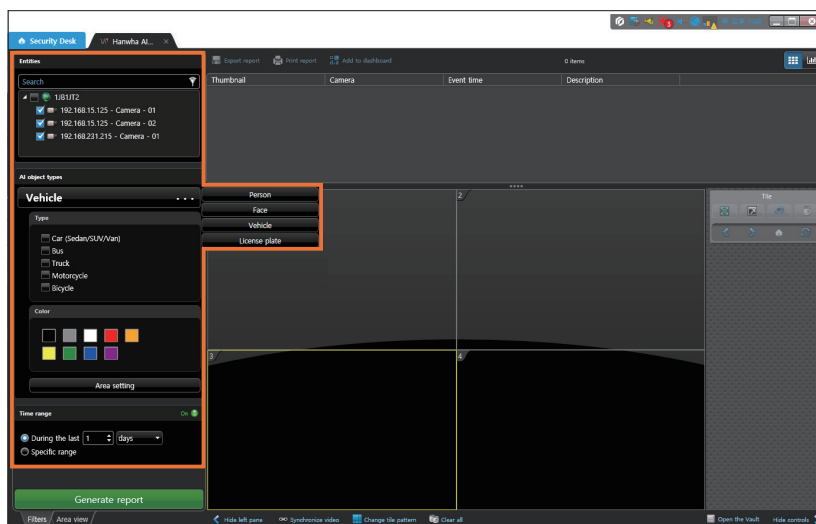 Security Desk
Hanwha AI...
Entities
Export report
Print report
Add to dashboard
0 items
Search
Thumbnail
Camera
Event time
Description
1JB1JT2
192.168.15.125 - Camera - 01
192.168.15.125 - Camera - 02
192.168.231.215 - Camera - 01
AI object types
Vehicle ...
Person
Face
Vehicle
License plate
2
Tile
Type
Car (Sedan/SUV/Van)
Bus
Truck
Motorcycle
Bicycle
Color
3
4
Area setting
Time range
On
During the last 1 days
Specific range
Generate report
Filters
Area view
Hide left pane
Synchronize video
Change tile pattern
Clear all
Open the Vault
Hide controls